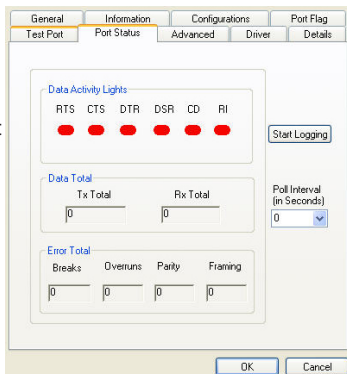 General Information Configurations Port Flag
Test Port Port Status Advanced Driver Details
Data Activity Lights
RTS CTS DTR DSR CD RI
Start Logging
Data Total
Tx Total Rx Total
0 0
Poll Interval
(in Seconds)
0
Error Total
Breaks Overruns Parity Framing
0 0 0 0
OK Cancel